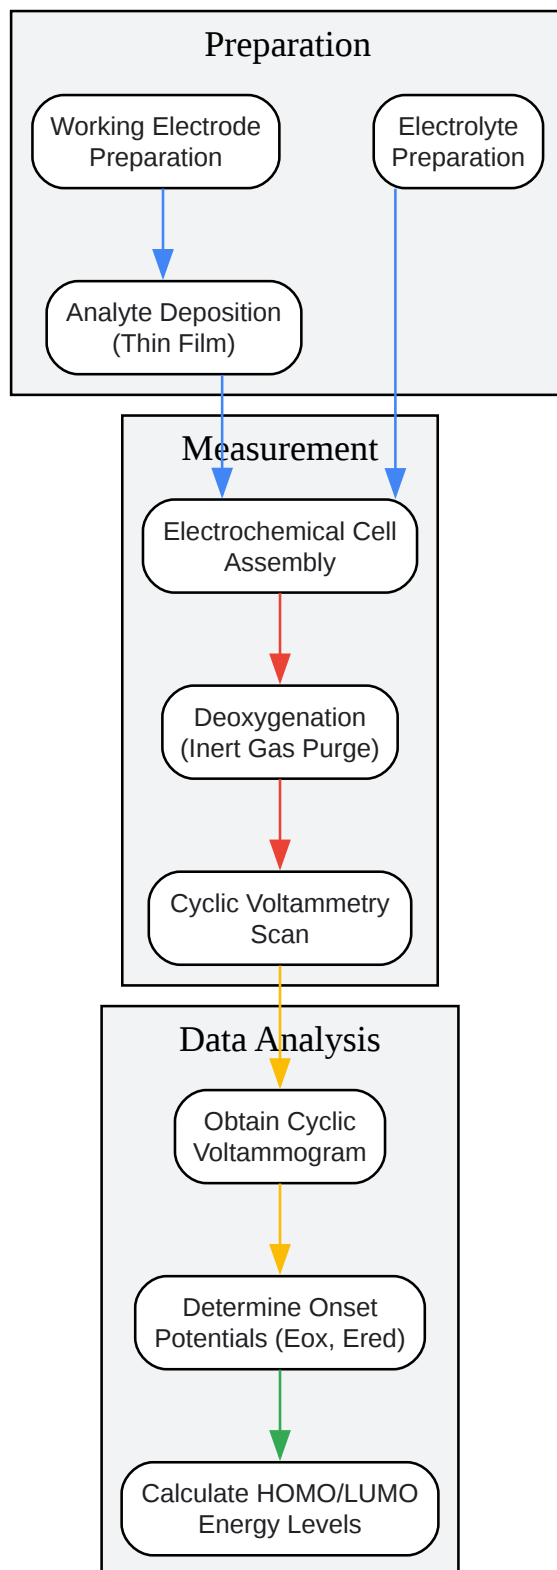 Preparation
Working Electrode
Preparation
Electrolyte
Preparation
Analyte Deposition
(Thin Film)
Measurement
Electrochemical Cell
Assembly
Deoxygenation
(Inert Gas Purge)
Cyclic Voltammetry
Scan
Data Analysis
Obtain Cyclic
Voltammogram
Determine Onset
Potentials (Eox, Ered)
Calculate HOMO/LUMO
Energy Levels